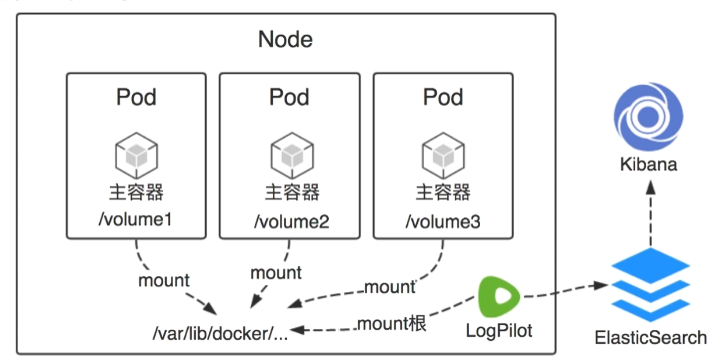 Node
Pod
Pod
Pod
主容器
主容器
主容器
/volume1
/volume2
/volume3
mount
mount
mount
/var/lib/docker/...
mount根
LogPilot
Kibana
ElasticSearch